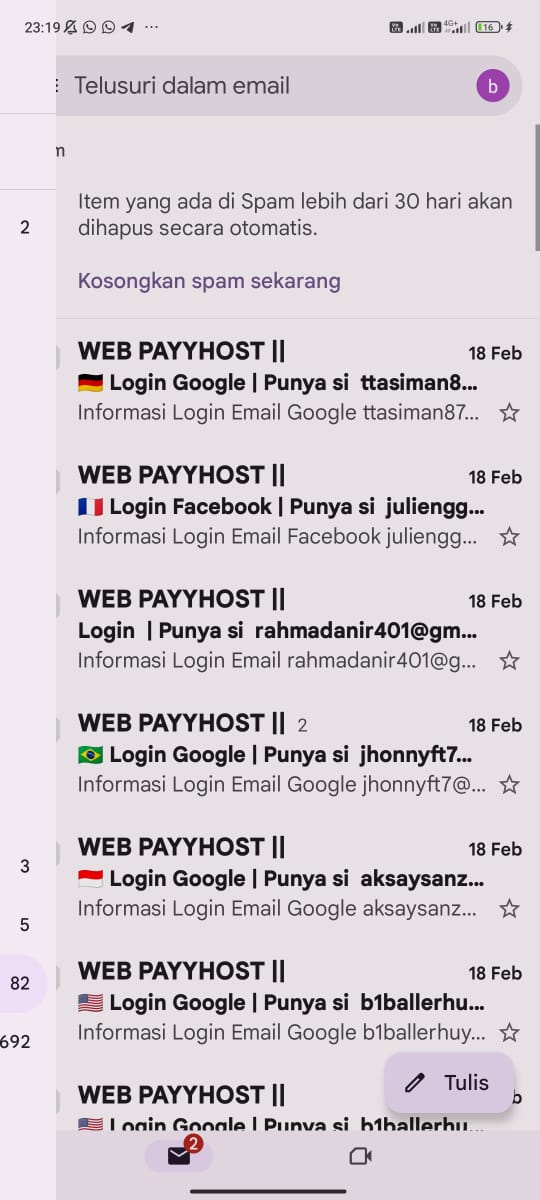 23:19
4G+
16
Telusuri dalam email
b
m
Item yang ada di Spam lebih dari 30 hari akan
dihapus secara otomatis.
2
Kosongkan spam sekarang
WEB PAYYHOST ||
18 Feb
🇩🇪 Login Google | Punya si ttasiman8...
Informasi Login Email Google ttasiman87...
WEB PAYYHOST ||
18 Feb
🇫🇷 Login Facebook | Punya si juliengg...
Informasi Login Email Facebook juliengg...
WEB PAYYHOST ||
18 Feb
Login | Punya si rahmadanir401@gm...
Informasi Login Email rahmadanir401@g...
WEB PAYYHOST || 2
18 Feb
🇧🇷 Login Google | Punya si jhonnyft7...
Informasi Login Email Google jhonnyft7@...
WEB PAYYHOST ||
18 Feb
3
🇮🇩 Login Google | Punya si aksaysanz...
Informasi Login Email Google aksaysanz...
5
WEB PAYYHOST ||
18 Feb
82
🇺🇸 Login Google | Punya si b1ballerhu...
Informasi Login Email Google b1ballerhuy...
692
Tulis
WEB PAYYHOST ||
b
🇺🇸 Login Google | Punya si b1ballerhu...
2